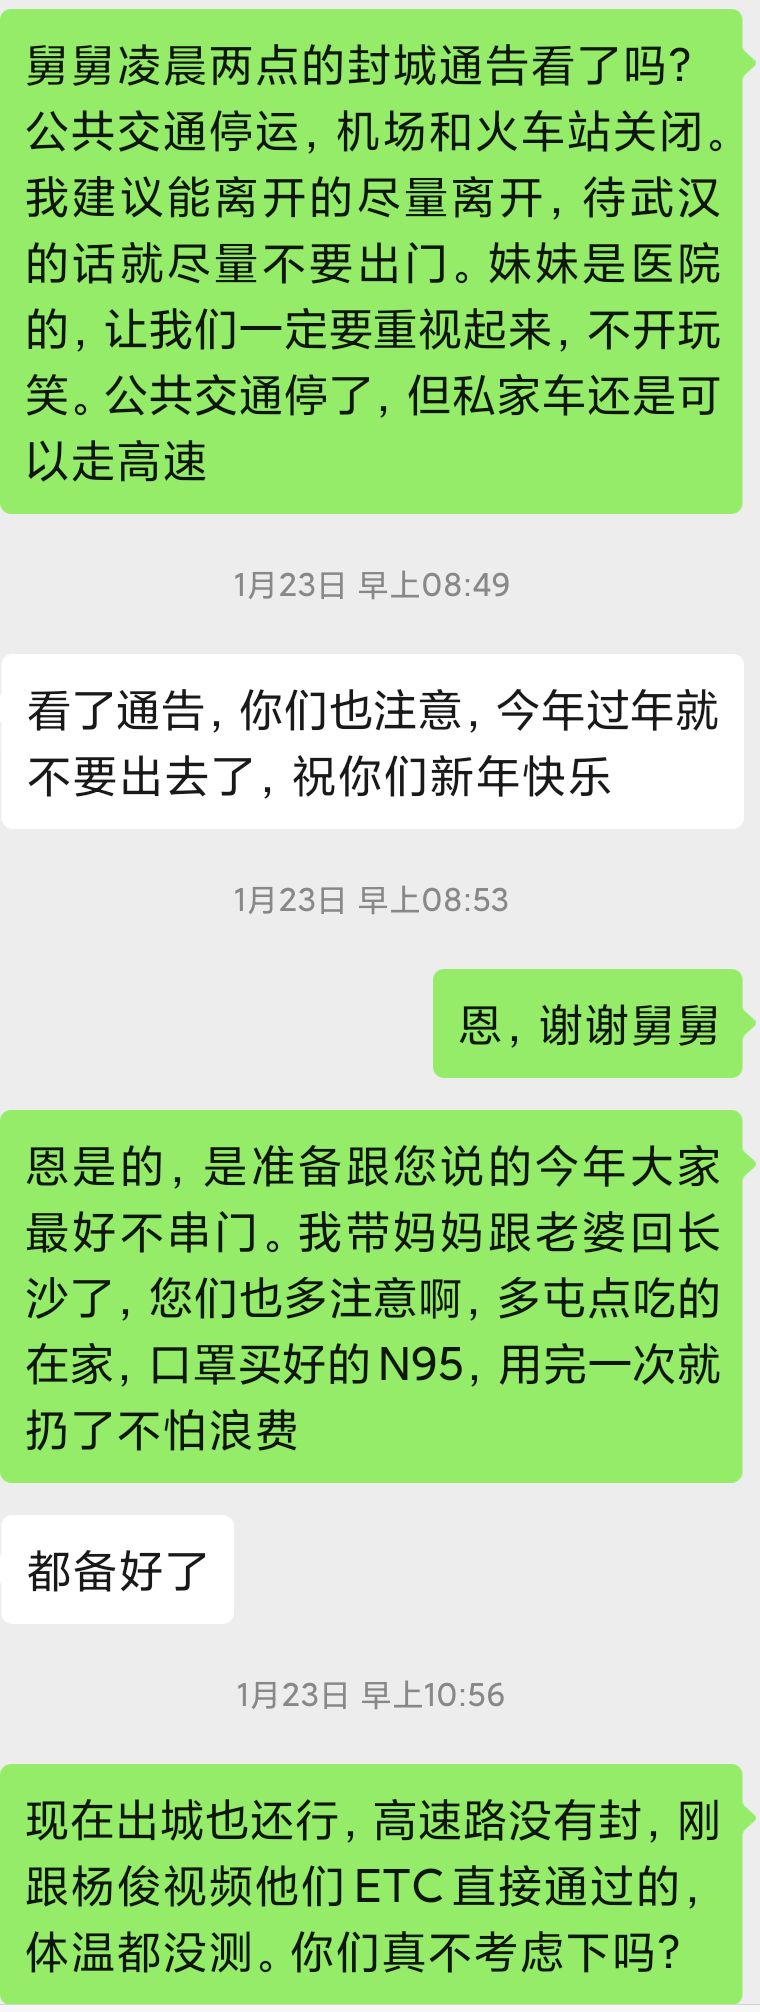 舅舅凌晨两点的封城通告看了吗?
公共交通停运，机场和火车站关闭。
我建议能离开的尽量离开，待武汉
的话就尽量不要出门。妹妹是医院
的，让我们一定要重视起来，不开玩
笑。公共交通停了，但私家车还是可
以走高速
1月23日 早上08:49
看了通告，你们也注意，今年过年就
不要出去了，祝你们新年快乐
1月23日 早上08:53
恩，谢谢舅舅
恩是的，是准备跟您说的今年大家
最好不串门。我带妈妈跟老婆回长
沙了，您们也多注意啊，多屯点吃的
在家，口罩买好的N95，用完一次就
扔了不怕浪费
都备好了
1月23日 早上10:56
现在出城也还行，高速路没有封，刚
跟杨俊视频他们ETC直接通过的，
体温都没测。你们真不考虑下吗?